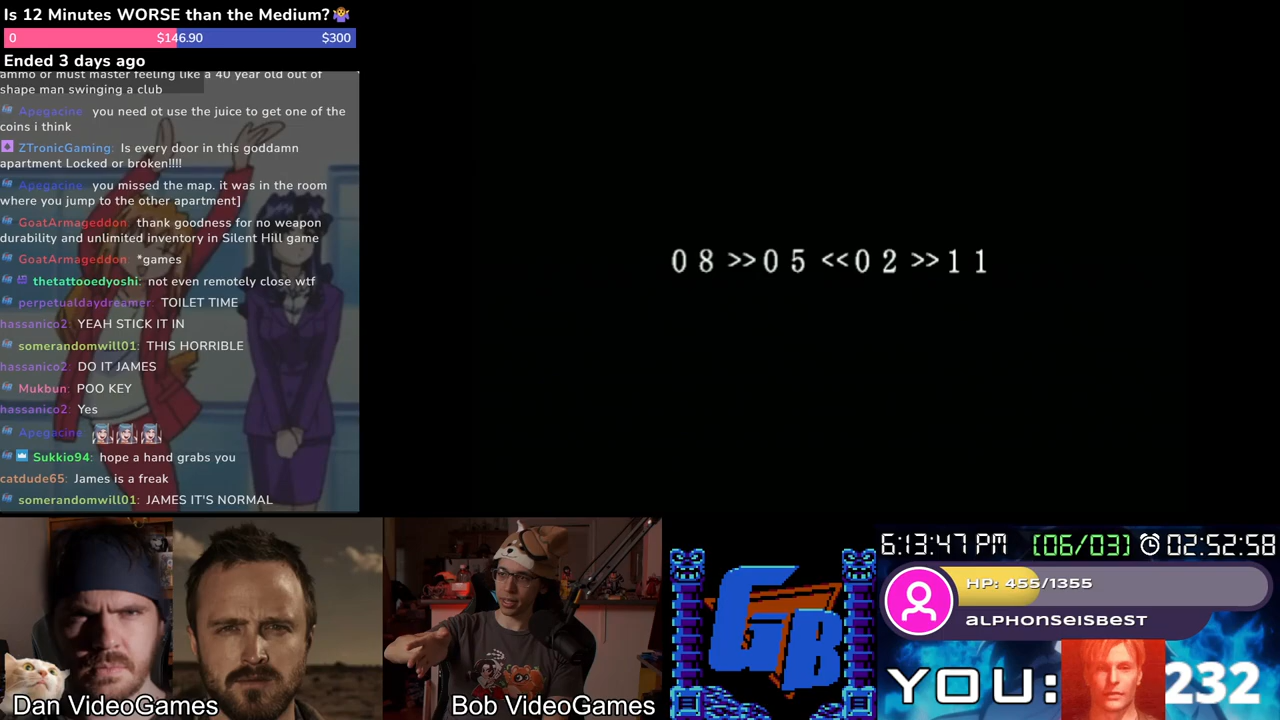 Is 12 Minutes WORSE than the Medium?🤷
0 $146.90 $300
Ended 3 days ago
ammo or must master feeling like a 40 year old out of
shape man swinging a club
Apegacine: you need ot use the juice to get one of the
coins i think
ZTronicGaming: Is every door in this goddamn
apartment Locked or broken!!!!
Apegacine: you missed the map. it was in the room
where you jump to the other apartment]
GoatArmageddon: thank goodness for no weapon
durability and unlimited inventory in Silent Hill game
GoatArmageddon: *games
thetattooedyoshi: not even remotely close wtf
perpetualdaydreamer: TOILET TIME
hassanico2: YEAH STICK IT IN
somerandomwill01: THIS HORRIBLE
hassanico2: DO IT JAMES
Mukbun: POO KEY
hassanico2: Yes
Apegacine:
Sukkio94: hope a hand grabs you
catdude65: James is a freak
somerandomwill01: JAMES IT'S NORMAL
08 >>05 <<02 >>11
Dan VideoGames
Bob VideoGames
GB
6:13:47 PM [06/03] ⏰ 02:52:58
HP: 455/1355
alphonseisbest
YOU: 232